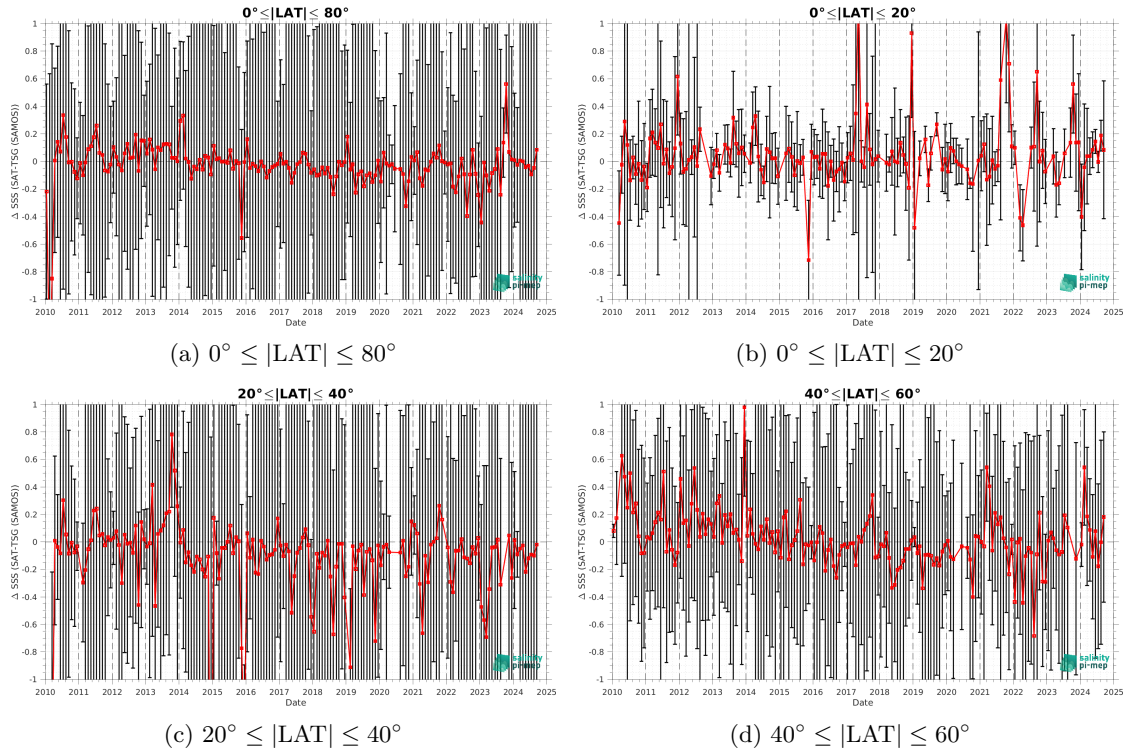 0°≤|LAT|≤ 80°
Δ SSS (SAT-TSG (SAMOS))
1
0.8
0.6
0.4
0.2
0
-0.2
-0.4
-0.6
-0.8
-1
2010 2011 2012 2013 2014 2015 2016 2017 2018 2019 2020 2021 2022 2023 2024 2025
Date
salinity
pi-mep
(a) 0° ≤ |LAT| ≤ 80°
0°≤|LAT|≤ 20°
Δ SSS (SAT-TSG (SAMOS))
1
0.8
0.6
0.4
0.2
0
-0.2
-0.4
-0.6
-0.8
-1
2010 2011 2012 2013 2014 2015 2016 2017 2018 2019 2020 2021 2022 2023 2024 2025
Date
salinity
pi-mep
(b) 0° ≤ |LAT| ≤ 20°
20°≤|LAT|≤ 40°
Δ SSS (SAT-TSG (SAMOS))
1
0.8
0.6
0.4
0.2
0
-0.2
-0.4
-0.6
-0.8
-1
2010 2011 2012 2013 2014 2015 2016 2017 2018 2019 2020 2021 2022 2023 2024 2025
Date
salinity
pi-mep
(c) 20° ≤ |LAT| ≤ 40°
40°≤|LAT|≤ 60°
Δ SSS (SAT-TSG (SAMOS))
1
0.8
0.6
0.4
0.2
0
-0.2
-0.4
-0.6
-0.8
-1
2010 2011 2012 2013 2014 2015 2016 2017 2018 2019 2020 2021 2022 2023 2024 2025
Date
salinity
pi-mep
(d) 40° ≤ |LAT| ≤ 60°